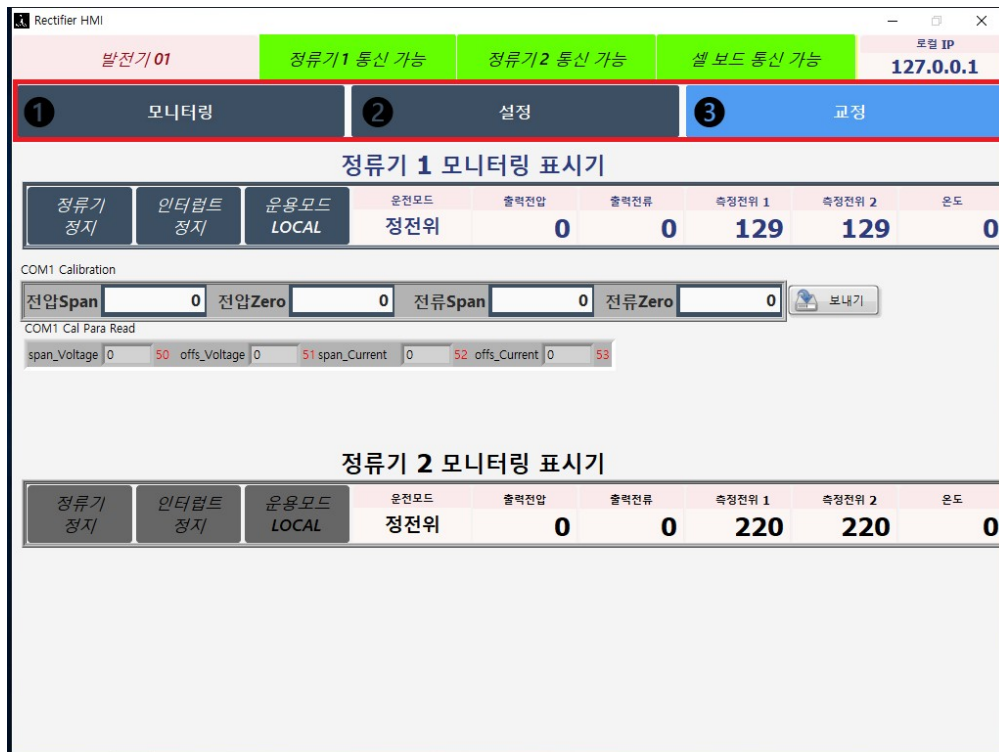 Rectifier HMI
발전기 01 정류기1 통신 가능 정류기2 통신 가능 셀 보드 통신 가능 로컬 IP
127.0.0.1
1 모니터링 2 설정 3 교정
정류기 1 모니터링 표시기
정류기 인터럽트 운용모드 운전모드 출력전압 출력전류 측정전위 1 측정전위 2 온도
정지 정지 LOCAL 정전위 0 0 129 129 0
COM1 Calibration
전압Span 0 전압Zero 0 전류Span 0 전류Zero 0 보내기
COM1 Cal Para Read
span_Voltage 0 50 offs_Voltage 0 51 span_Current 0 52 offs_Current 0 53
정류기 2 모니터링 표시기
정류기 인터럽트 운용모드 운전모드 출력전압 출력전류 측정전위 1 측정전위 2 온도
정지 정지 LOCAL 정전위 0 0 220 220 0